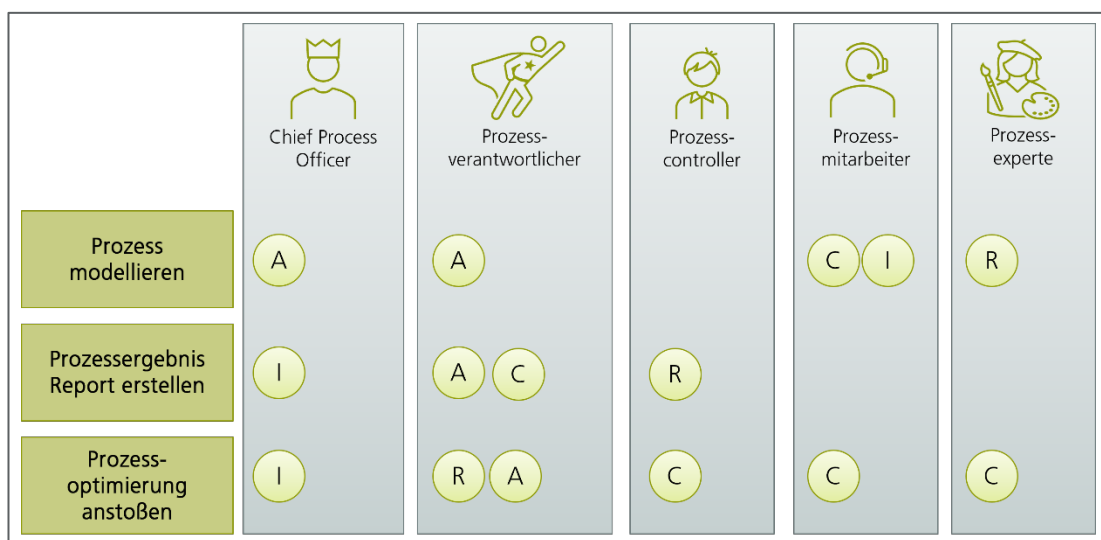 Chief Process
Officer
Prozess-
verantwortlicher
Prozess-
controller
Prozess-
mitarbeiter
Prozess-
experte
Prozess
modellieren
A
A
C I
R
Prozessergebnis
Report erstellen
I
A C
R
Prozess-
optimierung
anstoßen
I
R A
C
C
C